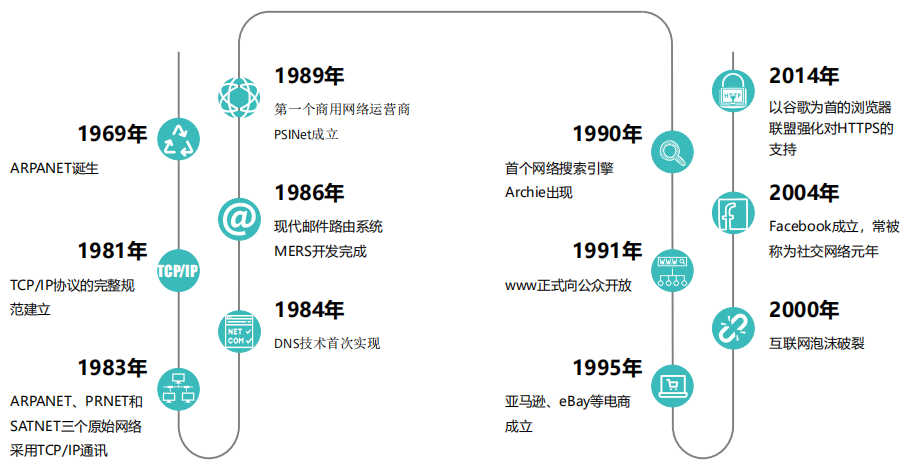 1969年
ARPANET诞生
1981年
TCP/IP
TCP/IP协议的完整规
范建立
1983年
ARPANET、PRNET和
SATNET三个原始网络
采用TCP/IP通讯
1984年
NET
COM
DNS技术首次实现
1986年
@
现代邮件路由系统
MERS开发完成
1989年
第一个商用网络运营商
PSINet成立
1990年
首个网络搜索引擎
Archie出现
1991年
WWW
www正式向公众开放
1995年
亚马逊、eBay等电商
成立
2000年
互联网泡沫破裂
2004年
f
Facebook成立，常被
称为社交网络元年
2014年
HTTP
以谷歌为首的浏览器
联盟强化对HTTPS的
支持